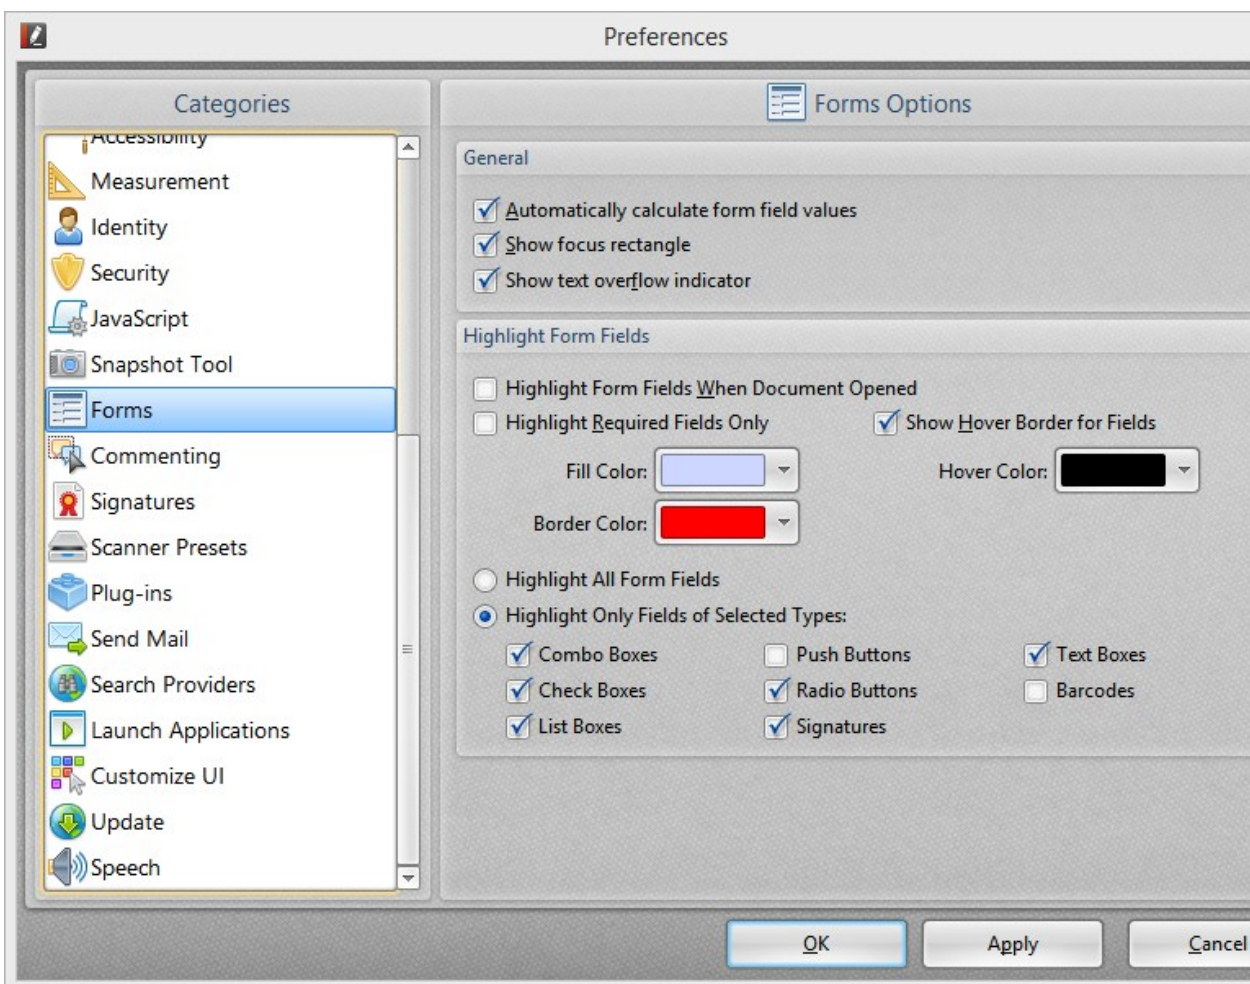 Preferences
Categories
Accessibility
Measurement
Identity
Security
JavaScript
Snapshot Tool
Forms
Commenting
Signatures
Scanner Presets
Plug-ins
Send Mail
Search Providers
Launch Applications
Customize UI
Update
Speech
Forms Options
General
Automatically calculate form field values
Show focus rectangle
Show text overflow indicator
Highlight Form Fields
Highlight Form Fields When Document Opened
Highlight Required Fields Only
Show Hover Border for Fields
Fill Color:
Hover Color:
Border Color:
Highlight All Form Fields
Highlight Only Fields of Selected Types:
Combo Boxes
Push Buttons
Text Boxes
Check Boxes
Radio Buttons
Barcodes
List Boxes
Signatures
OK
Apply
Cancel